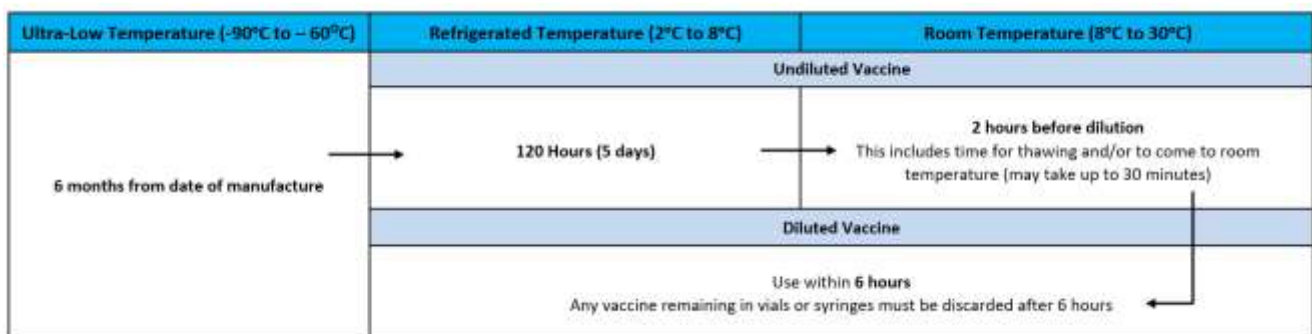 Ultra-Low Temperature (-90°C to – 60°C)
Refrigerated Temperature (2°C to 8°C)
Room Temperature (8°C to 30°C)
Undiluted Vaccine
6 months from date of manufacture
120 Hours (5 days)
2 hours before dilution
This includes time for thawing and/or to come to room
temperature (may take up to 30 minutes)
Diluted Vaccine
Use within 6 hours
Any vaccine remaining in vials or syringes must be discarded after 6 hours